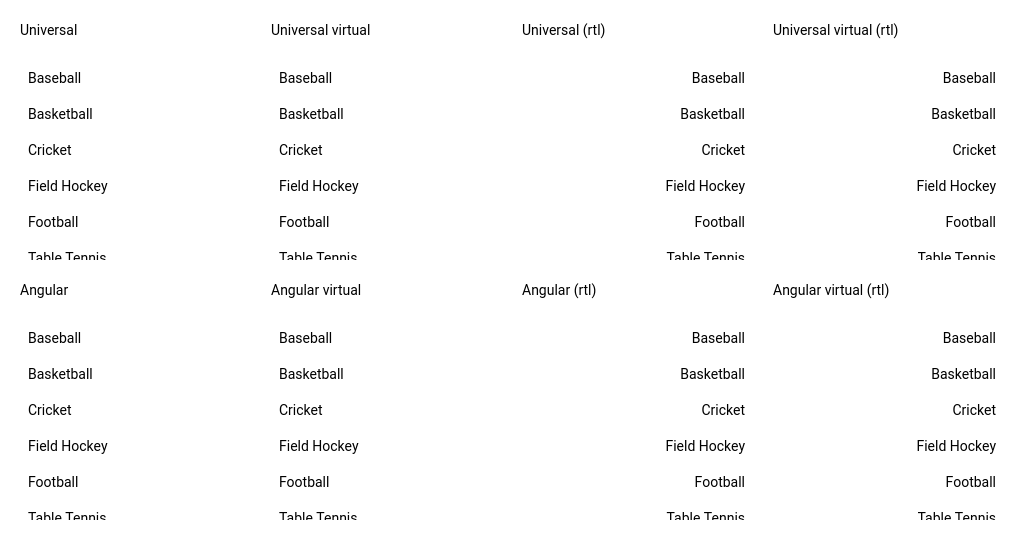 Universal
Baseball
Basketball
Cricket
Field Hockey
Football
Table Tennis
Universal virtual
Baseball
Basketball
Cricket
Field Hockey
Football
Table Tennis
Universal (rtl)
Baseball
Basketball
Cricket
Field Hockey
Football
Table Tennis
Universal virtual (rtl)
Baseball
Basketball
Cricket
Field Hockey
Football
Table Tennis
Angular
Baseball
Basketball
Cricket
Field Hockey
Football
Table Tennis
Angular virtual
Baseball
Basketball
Cricket
Field Hockey
Football
Table Tennis
Angular (rtl)
Baseball
Basketball
Cricket
Field Hockey
Football
Table Tennis
Angular virtual (rtl)
Baseball
Basketball
Cricket
Field Hockey
Football
Table Tennis